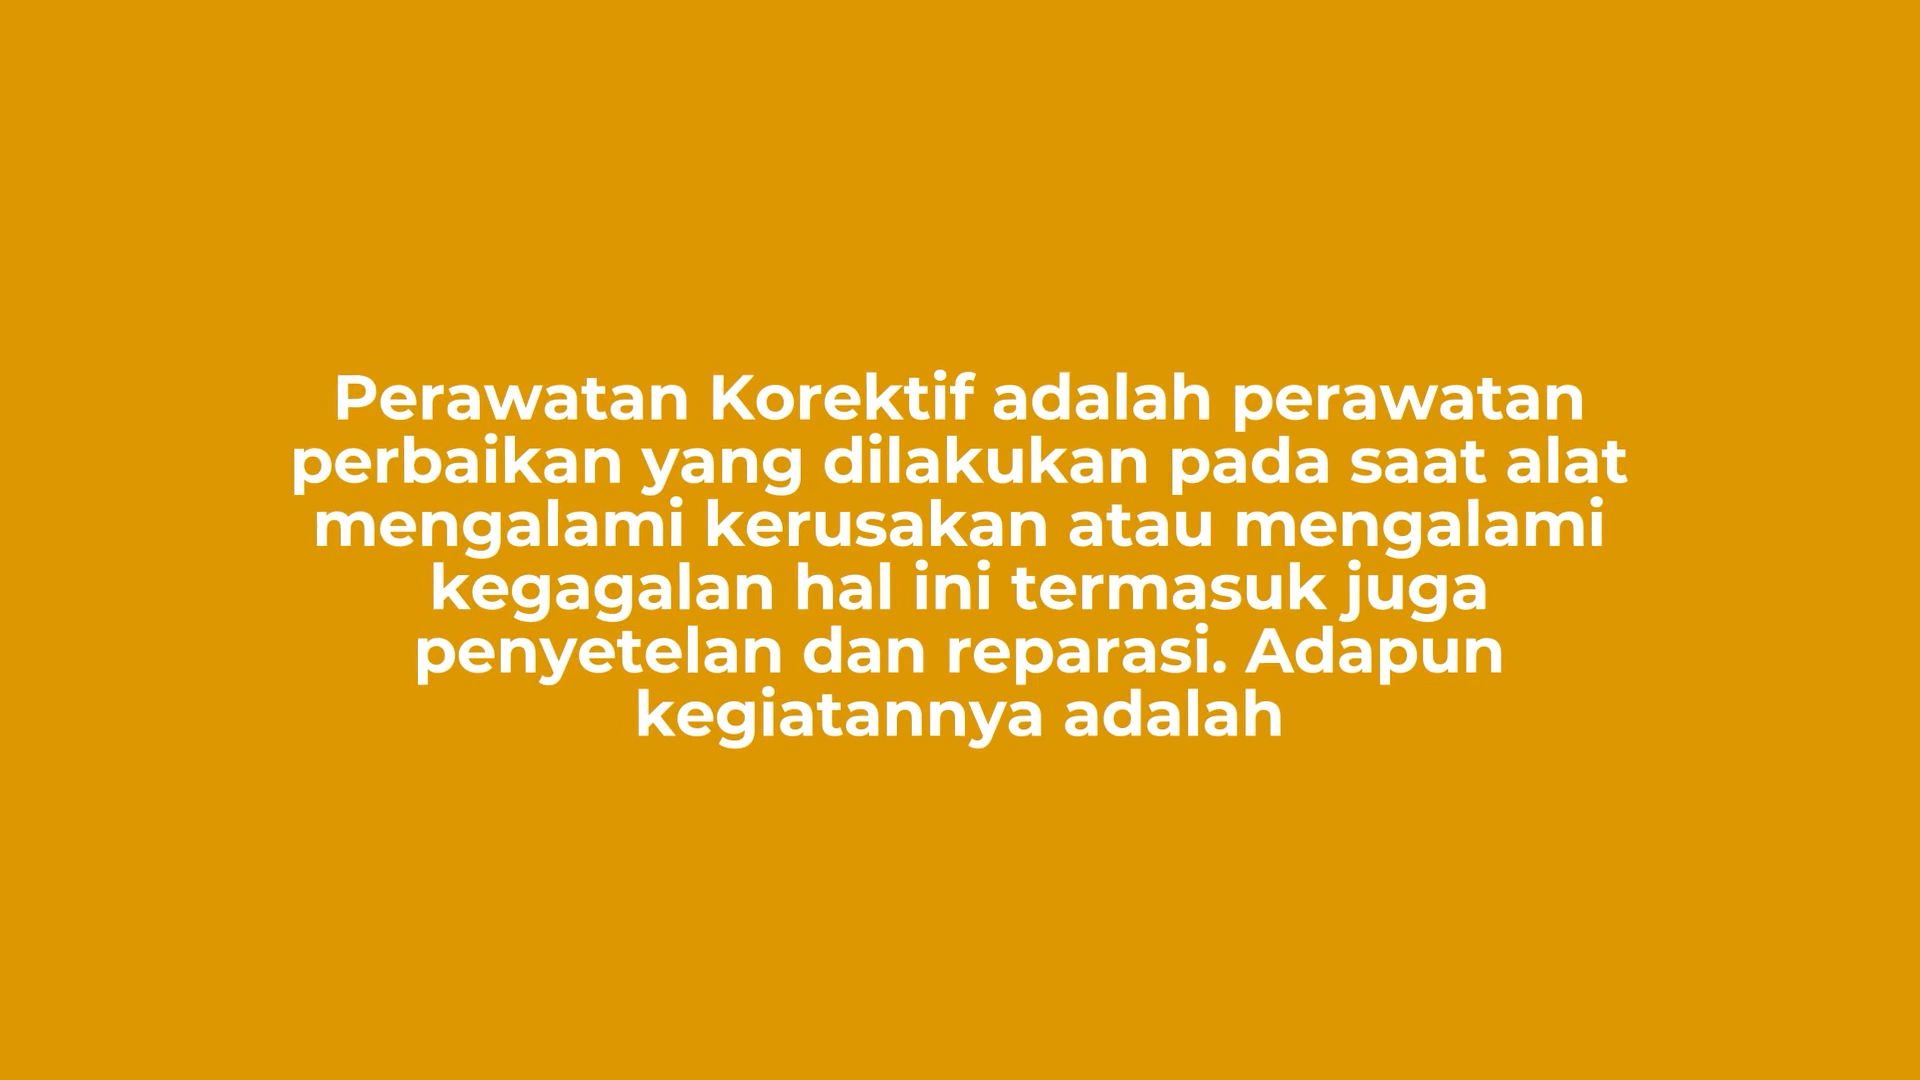 Perawatan Korektif adalah perawatan
perbaikan yang dilakukan pada saat alat
mengalami kerusakan atau mengalami
kegagalan hal ini termasuk juga
penyetelan dan reparasi. Adapun
kegiatannya adalah